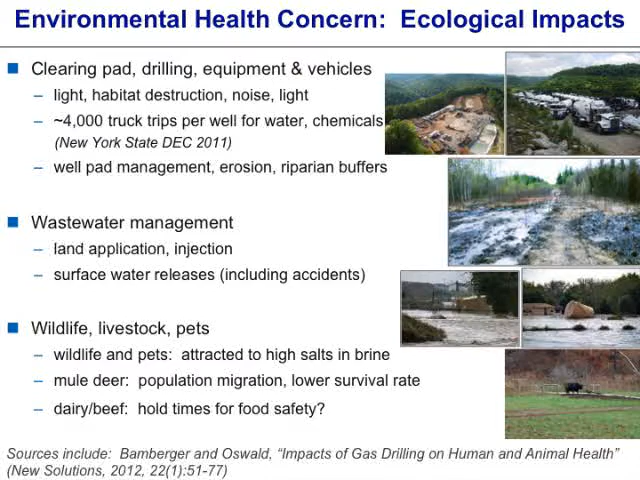 Environmental Health Concern:  Ecological Impacts
Clearing pad, drilling, equipment & vehicles
– light, habitat destruction, noise, light
– ~4,000 truck trips per well for water, chemicals
(New York State DEC 2011)
– well pad management, erosion, riparian buffers
Wastewater management
– land application, injection
– surface water releases (including accidents)
Wildlife, livestock, pets
– wildlife and pets:  attracted to high salts in brine
– mule deer:  population migration, lower survival rate
– dairy/beef:  hold times for food safety?
Sources include:  Bamberger and Oswald, “Impacts of Gas Drilling on Human and Animal Health”
(New Solutions, 2012, 22(1):51-77)